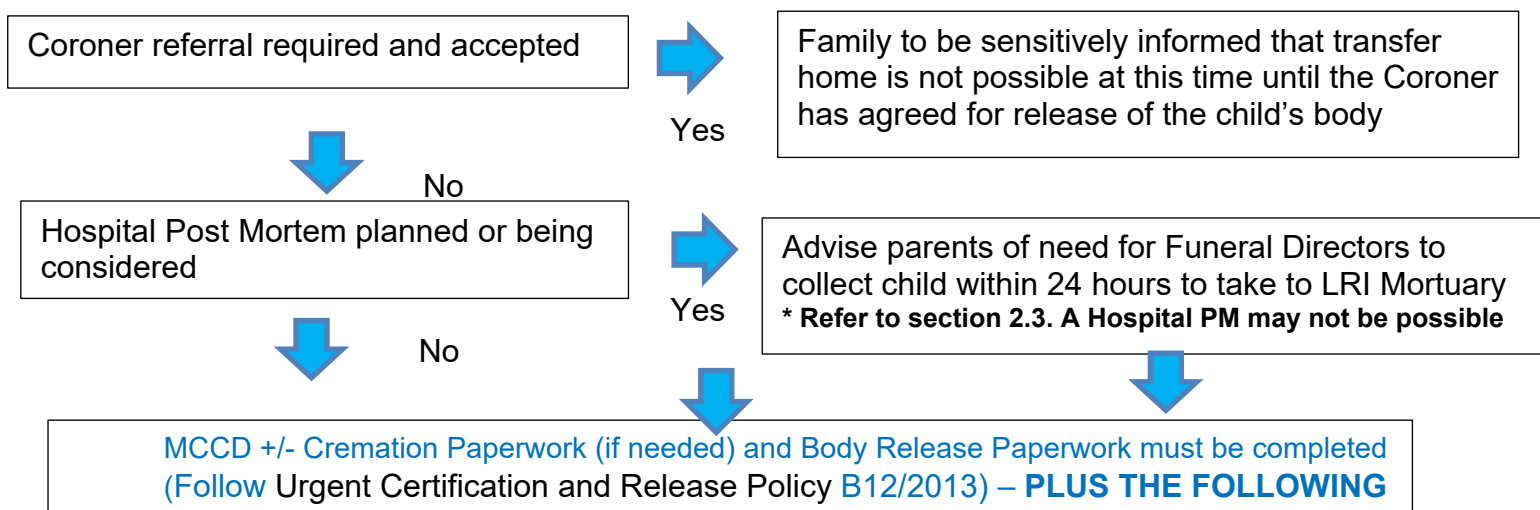 Coroner referral required and accepted
Yes
Family to be sensitively informed that transfer
home is not possible at this time until the Coroner
has agreed for release of the child's body
No
Hospital Post Mortem planned or being
considered
Yes
Advise parents of need for Funeral Directors to
collect child within 24 hours to take to LRI Mortuary
* Refer to section 2.3. A Hospital PM may not be possible
No
MCCD +/- Cremation Paperwork (if needed) and Body Release Paperwork must be completed
(Follow Urgent Certification and Release Policy B12/2013) – PLUS THE FOLLOWING